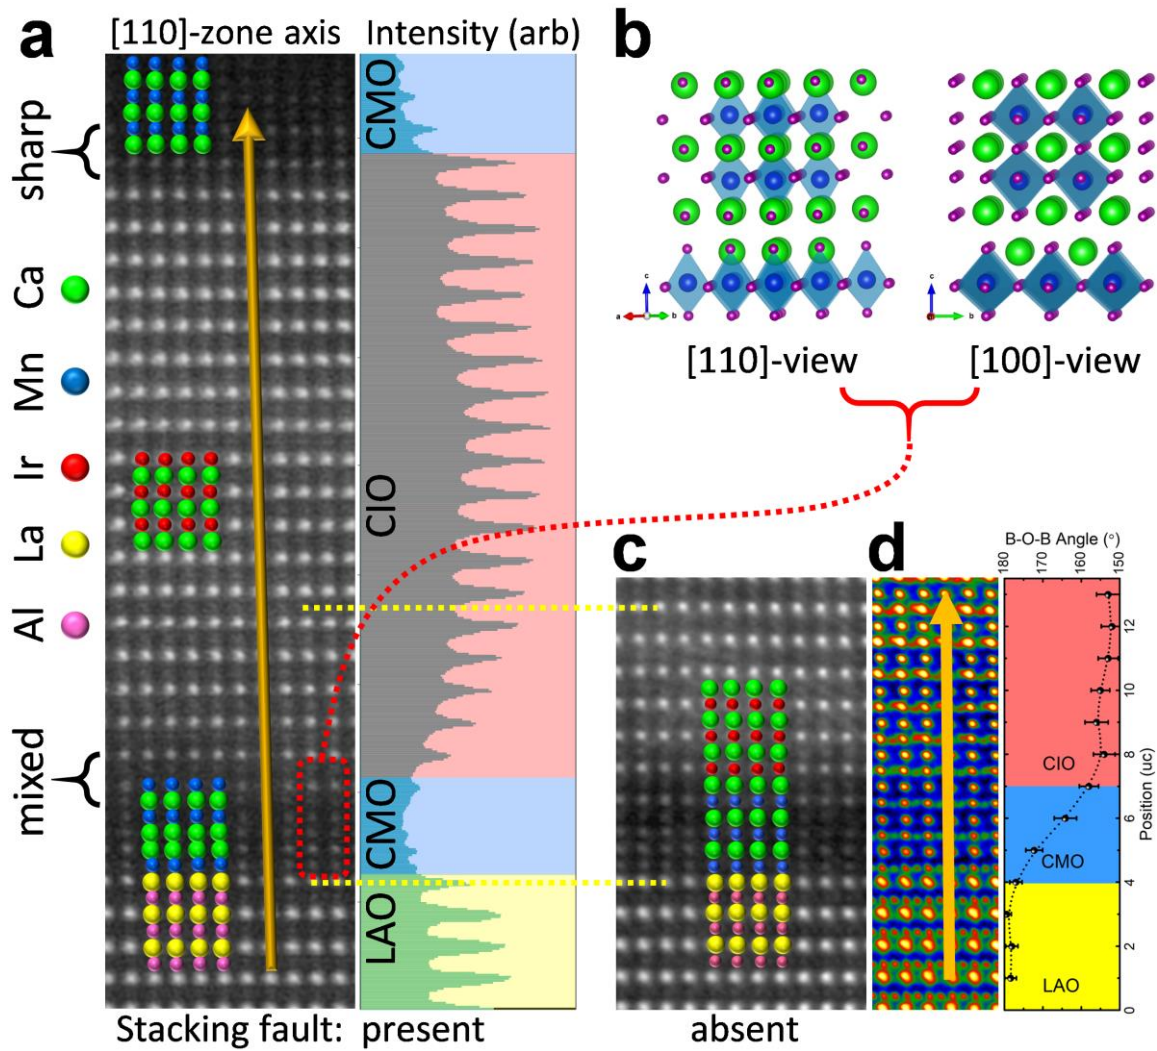 a
[110]-zone axis
Intensity (arb)
b
sharp
CMO
Ca
Mn
Ir
La
Al
mixed
CIO
CMO
LAO
c
a
b
c
a
b
[110]-view
[100]-view
c
d
B-O-B Angle (°)
180
170
160
150
CIO
CMO
LAO
0
2
4
6
8
10
12
Position (uc)
Stacking fault: present
absent